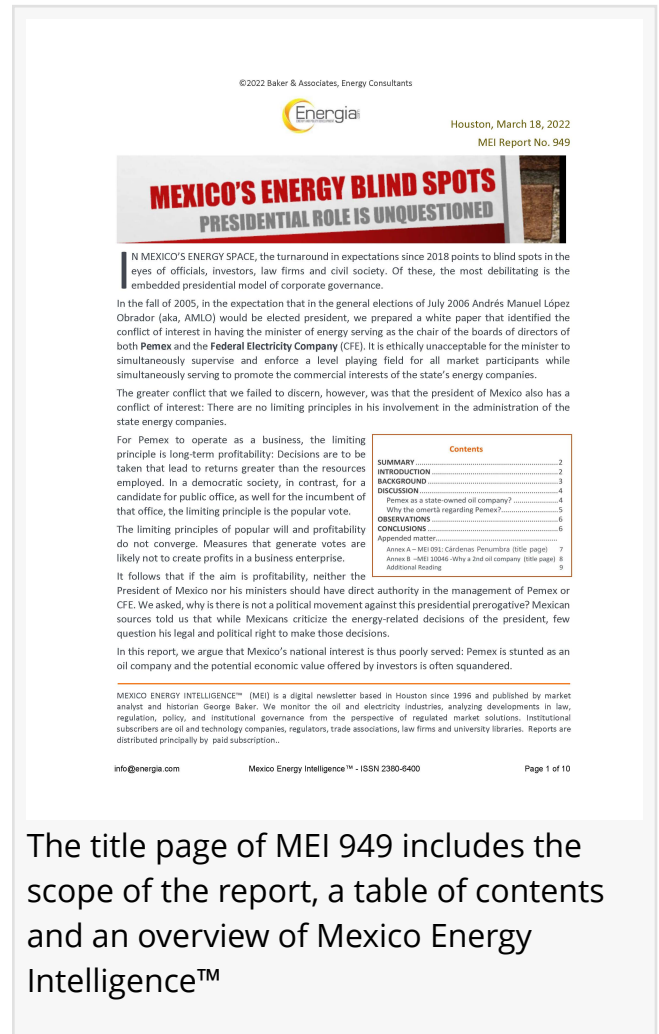 ©2022 Baker & Associates, Energy Consultants
Energia
Houston, March 18, 2022
MEI Report No. 949
MEXICO'S ENERGY BLIND SPOTS
PRESIDENTIAL ROLE IS UNQUESTIONED
IN MEXICO'S ENERGY SPACE, the turnaround in expectations since 2018 points to blind spots in the
eyes of officials, investors, law firms and civil society. Of these, the most debilitating is the
embedded presidential model of corporate governance.
In the fall of 2005, in the expectation that in the general elections of July 2006 Andrés Manuel López
Obrador (aka, AMLO) would be elected president, we prepared a white paper that identified the
conflict of interest in having the minister of energy serving as the chair of the boards of directors of
both Pemex and the Federal Electricity Company (CFE). It is ethically unacceptable for the minister to
simultaneously supervise and enforce a level playing field for all market participants while
simultaneously serving to promote the commercial interests of the state's energy companies.
The greater conflict that we failed to discern, however, was that the president of Mexico also has a
conflict of interest: There are no limiting principles in his involvement in the administration of the
state energy companies.
For Pemex to operate as a business, the limiting
principle is long-term profitability: Decisions are to be
taken that lead to returns greater than the resources
employed. In a democratic society, in contrast, for a
candidate for public office, as well for the incumbent of
that office, the limiting principle is the popular vote.
The limiting principles of popular will and profitability
do not converge. Measures that generate votes are
likely not to create profits in a business enterprise.
It follows that if the aim is profitability, neither the
President of Mexico nor his ministers should have direct authority in the management of Pemex or
CFE. We asked, why is there is not a political movement against this presidential prerogative? Mexican
sources told us that while Mexicans criticize the energy-related decisions of the president, few
question his legal and political right to make those decisions.
In this report, we argue that Mexico's national interest is thus poorly served: Pemex is stunted as an
oil company and the potential economic value offered by investors is often squandered.
Contents
SUMMARY ........ 2
INTRODUCTION ........ 2
BACKGROUND ........ 3
DISCUSSION ........ 4
Pemex as a state-owned oil company? ........ 4
Why the omertà regarding Pemex? ........ 5
OBSERVATIONS ........ 6
CONCLUSIONS ........ 6
Appended matter........
Annex A – MEI 091: Cárdenas Penumbra (title page) 7
Annex B –MEI 10046 -Why a 2nd oil company (title page) 8
Additional Reading 9
MEXICO ENERGY INTELLIGENCE™ (MEI) is a digital newsletter based in Houston since 1996 and published by market
analyst and historian George Baker. We monitor the oil and electricity industries, analyzing developments in law,
regulation, policy, and institutional governance from the perspective of regulated market solutions. Institutional
subscribers are oil and technology companies, regulators, trade associations, law firms and university libraries. Reports are
distributed principally by paid subscription..
info@energia.com Mexico Energy Intelligence™ - ISSN 2380-6400 Page 1 of 10
The title page of MEI 949 includes the
scope of the report, a table of contents
and an overview of Mexico Energy
Intelligence™